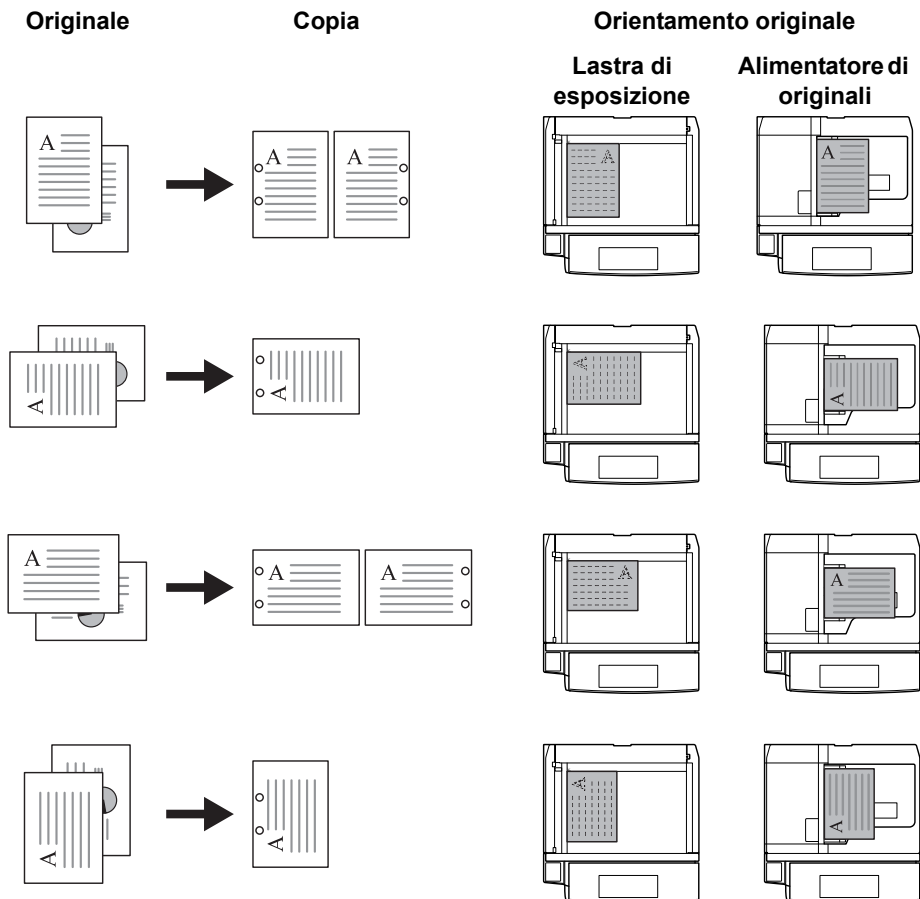 Originale Copia Orientamento originale
Lastra di esposizione Alimentatore di originali
A A A A A
A A A A
A A A A A
A A A A